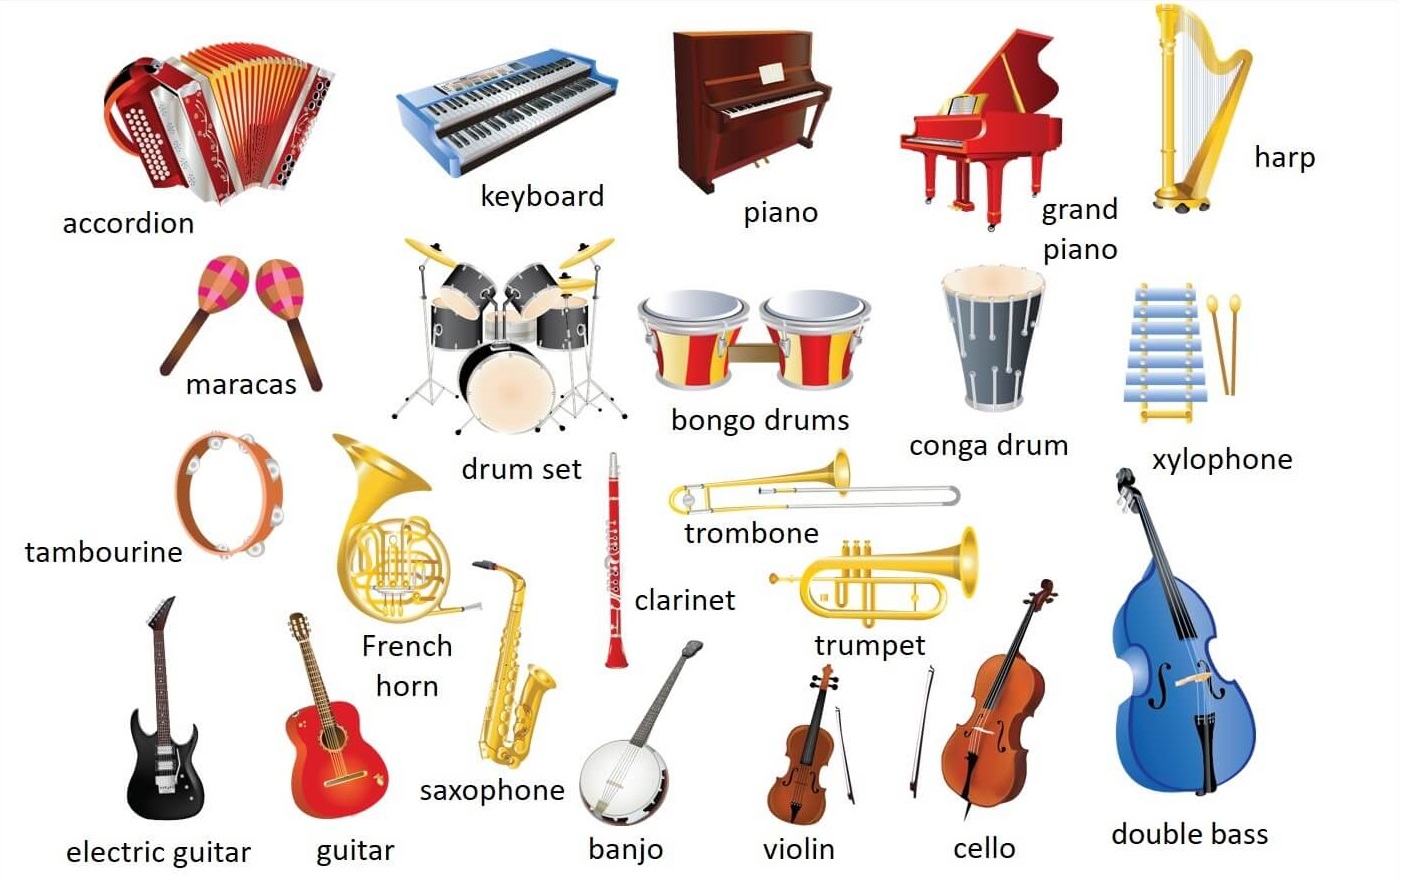 accordion
keyboard
piano
grand
piano
harp
maracas
drum set
bongo drums
conga drum
xylophone
tambourine
French
horn
saxophone
clarinet
trombone
trumpet
electric guitar
guitar
banjo
violin
cello
double bass